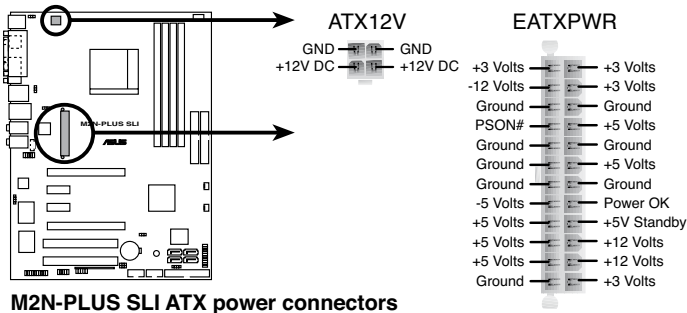 ATX12V
GND GND
+12V DC +12V DC
EATXPWR
+3 Volts +3 Volts
-12 Volts +3 Volts
Ground Ground
PSON# +5 Volts
Ground Ground
Ground +5 Volts
Ground Ground
-5 Volts Power OK
+5 Volts +5V Standby
+5 Volts +12 Volts
+5 Volts +12 Volts
Ground +3 Volts
M2N-PLUS SLI
ASUS
M2N-PLUS SLI ATX power connectors